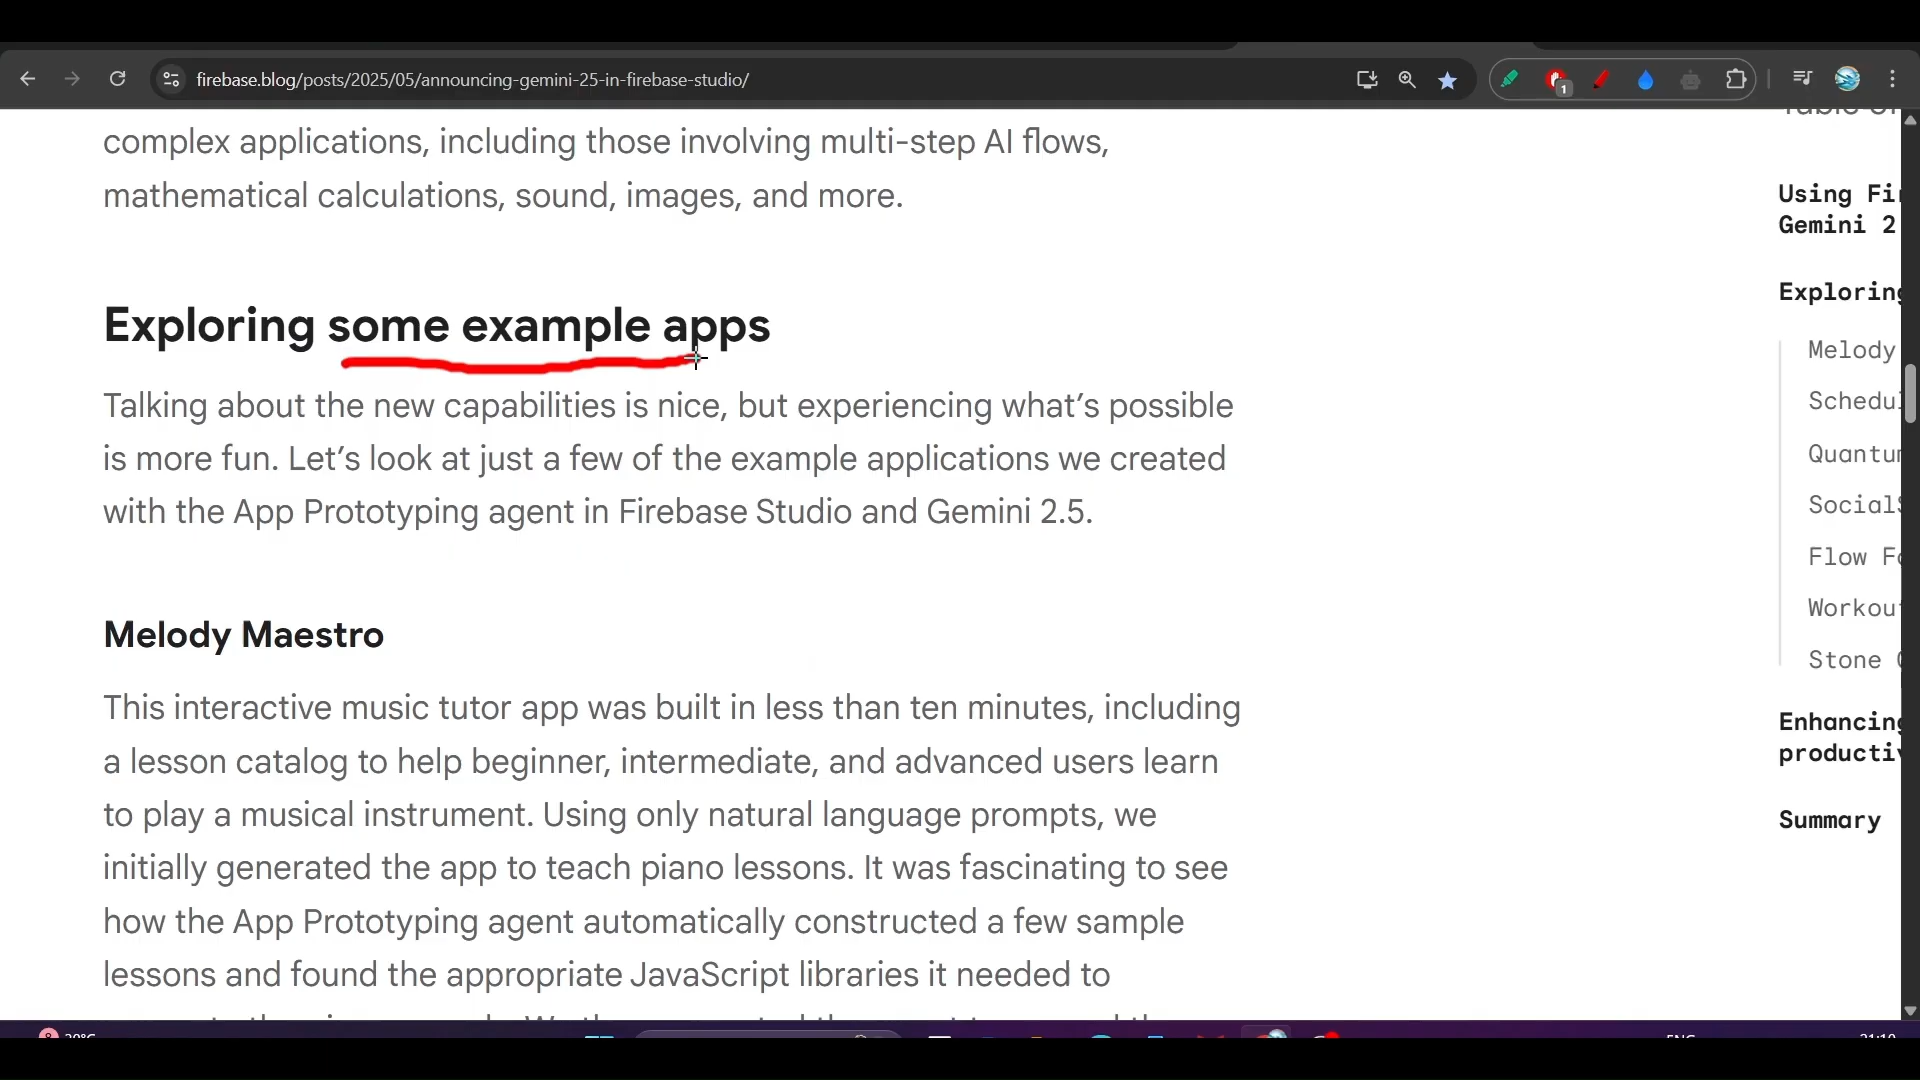 firebase.blog/posts/2025/05/announcing-gemini-25-in-firebase-studio/
1
complex applications, including those involving multi-step AI flows,
mathematical calculations, sound, images, and more.
Exploring some example apps
Talking about the new capabilities is nice, but experiencing what’s possible
is more fun. Let’s look at just a few of the example applications we created
with the App Prototyping agent in Firebase Studio and Gemini 2.5.
Melody Maestro
This interactive music tutor app was built in less than ten minutes, including
a lesson catalog to help beginner, intermediate, and advanced users learn
to play a musical instrument. Using only natural language prompts, we
initially generated the app to teach piano lessons. It was fascinating to see
how the App Prototyping agent automatically constructed a few sample
lessons and found the appropriate JavaScript libraries it needed to
Using
Gemini 2
Exploring
Melody
Social
Flow
Stone
Enhancing
Summary